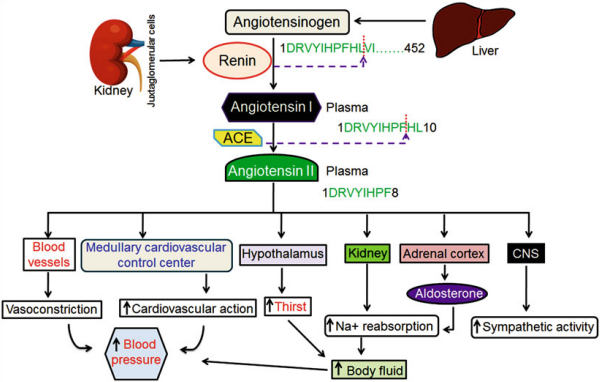 Angiotensinogen
Liver
1DRVYIHPFHLVI.......452
Kidney
Juxtaglomerular cells
Renin
Angiotensin I
Plasma
1DRVYIHPFHL10
ACE
Angiotensin II
Plasma
1DRVYIHPF8
Blood
vessels
Medullary cardiovascular
control center
Hypothalamus
Kidney
Adrenal cortex
CNS
Vasoconstriction
↑Cardiovascular action
↑Thirst
Aldosterone
↑Na+ reabsorption
↑Sympathetic activity
↑Blood
pressure
↑Body fluid